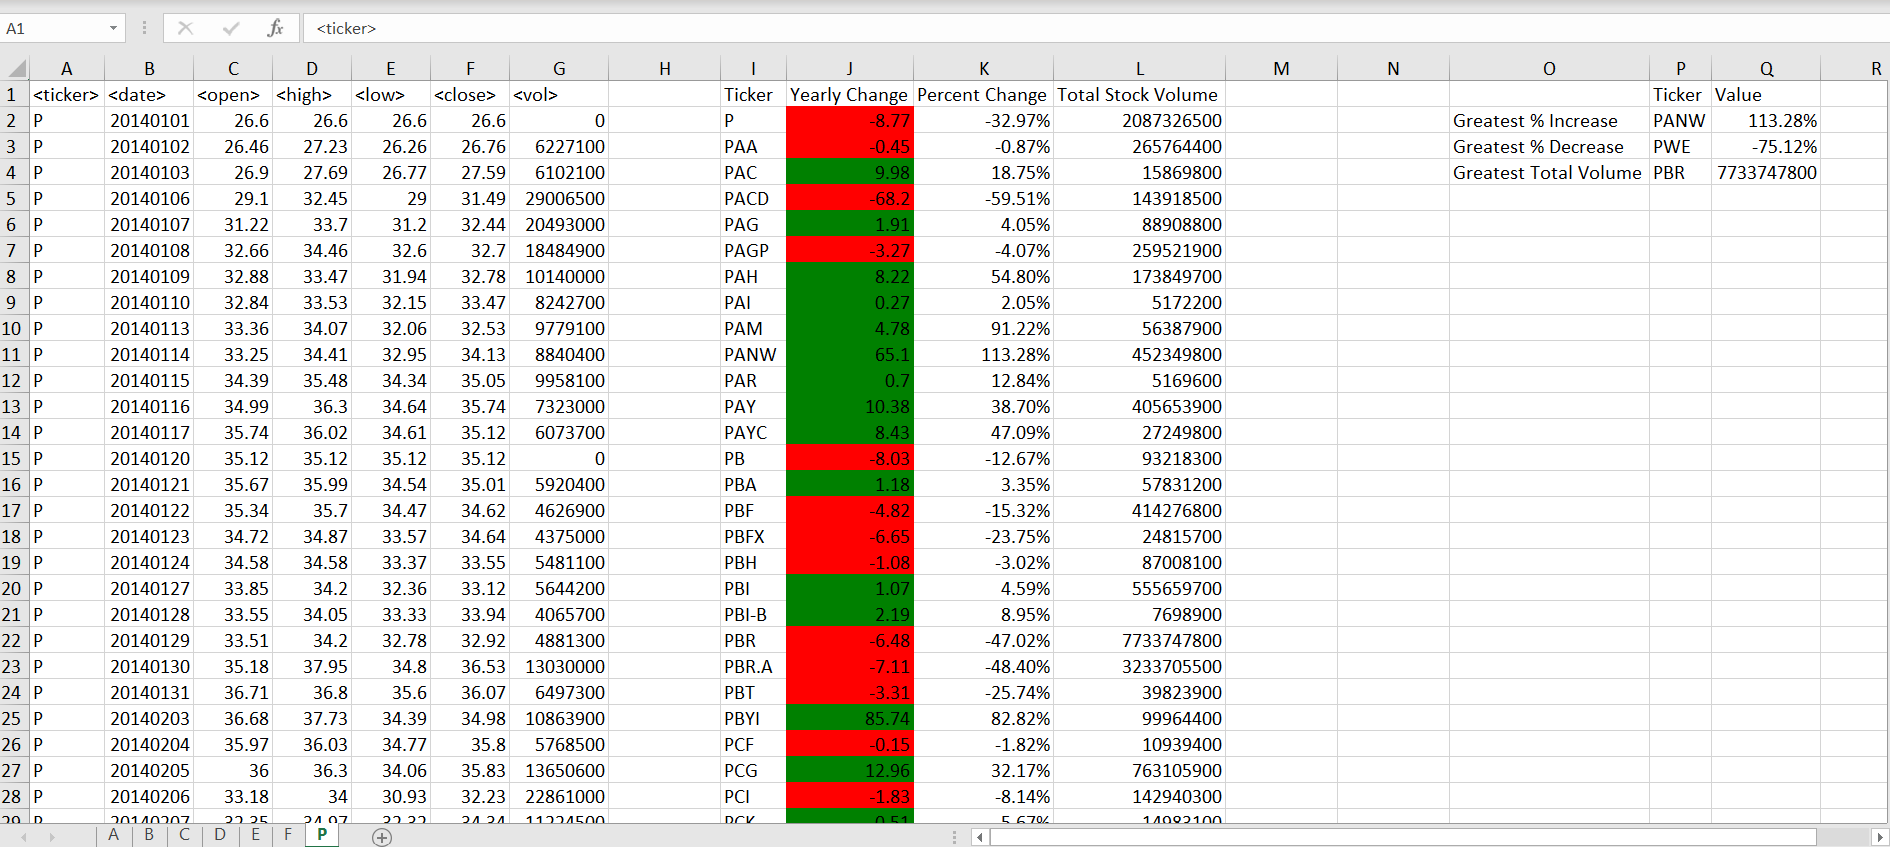 A1 fx <ticker>
A B C D E F G H I J K L M N O P Q R
1 <ticker> <date> <open> <high> <low> <close> <vol> Ticker Yearly Change Percent Change Total Stock Volume Ticker Value
2 P 20140101 26.6 26.6 26.6 26.6 0 P -8.77 -32.97% 2087326500 Greatest % Increase PANW 113.28%
3 P 20140102 26.46 27.23 26.26 26.76 6227100 PAA -0.45 -0.87% 265764400 Greatest % Decrease PWE -75.12%
4 P 20140103 26.9 27.69 26.77 27.59 6102100 PAC 9.98 18.75% 15869800 Greatest Total Volume PBR 7733747800
5 P 20140106 29.1 32.45 29 31.49 29006500 PACD -68.2 -59.51% 143918500
6 P 20140107 31.22 33.7 31.2 32.44 20493000 PAG 1.91 4.05% 88908800
7 P 20140108 32.66 34.46 32.6 32.7 18484900 PAGP -3.27 -4.07% 259521900
8 P 20140109 32.88 33.47 31.94 32.78 10140000 PAH 8.22 54.80% 173849700
9 P 20140110 32.84 33.53 32.15 33.47 8242700 PAI 0.27 2.05% 5172200
10 P 20140113 33.36 34.07 32.06 32.53 9779100 PAM 4.78 91.22% 56387900
11 P 20140114 33.25 34.41 32.95 34.13 8840400 PANW 65.1 113.28% 452349800
12 P 20140115 34.39 35.48 34.34 35.05 9958100 PAR 0.7 12.84% 5169600
13 P 20140116 34.99 36.3 34.64 35.74 7323000 PAY 10.38 38.70% 405653900
14 P 20140117 35.74 36.02 34.61 35.12 6073700 PAYC 8.43 47.09% 27249800
15 P 20140120 35.12 35.12 35.12 35.12 0 PB -8.03 -12.67% 93218300
16 P 20140121 35.67 35.99 34.54 35.01 5920400 PBA 1.18 3.35% 57831200
17 P 20140122 35.34 35.7 34.47 34.62 4626900 PBF -4.82 -15.32% 414276800
18 P 20140123 34.72 34.87 33.57 34.64 4375000 PBFX -6.65 -23.75% 24815700
19 P 20140124 34.58 34.58 33.37 33.55 5481100 PBH -1.08 -3.02% 87008100
20 P 20140127 33.85 34.2 32.36 33.12 5644200 PBI 1.07 4.59% 555659700
21 P 20140128 33.55 34.05 33.33 33.94 4065700 PBI-B 2.19 8.95% 7698900
22 P 20140129 33.51 34.2 32.78 32.92 4881300 PBR -6.48 -47.02% 7733747800
23 P 20140130 35.18 37.95 34.8 36.53 13030000 PBR.A -7.11 -48.40% 3233705500
24 P 20140131 36.71 36.8 35.6 36.07 6497300 PBT -3.31 -25.74% 39823900
25 P 20140203 36.68 37.73 34.39 34.98 10863900 PBYI 85.74 82.82% 99964400
26 P 20140204 35.97 36.03 34.77 35.8 5768500 PCF -0.15 -1.82% 10939400
27 P 20140205 36 36.3 34.06 35.83 13650600 PCG 12.96 32.17% 763105900
28 P 20140206 33.18 34 30.93 32.23 22861000 PCI -1.83 -8.14% 142940300
29 P 20140207 32.35 34.97 32.32 34.34 11224500 PCK 0.51 5.67% 14983100
A B C D E F P